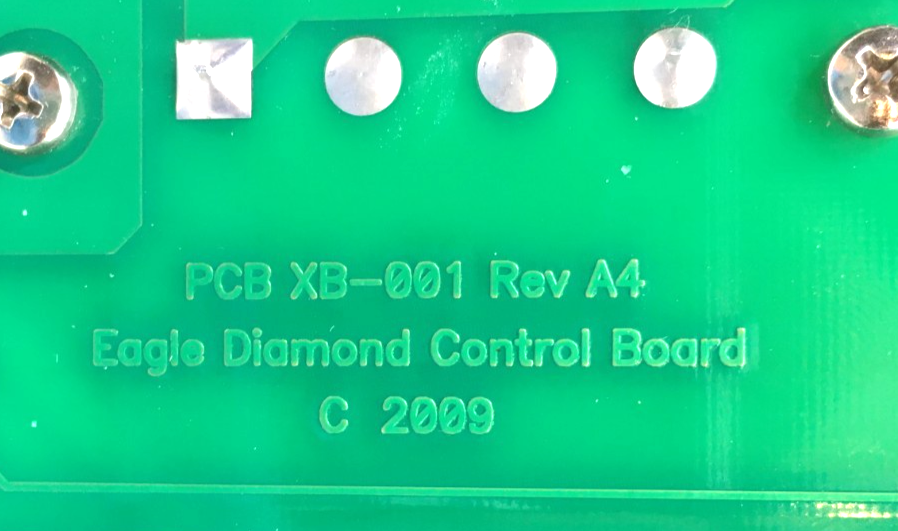 PCB XB-001 Rev A4
Eagle Diamond Control Board
C 2009